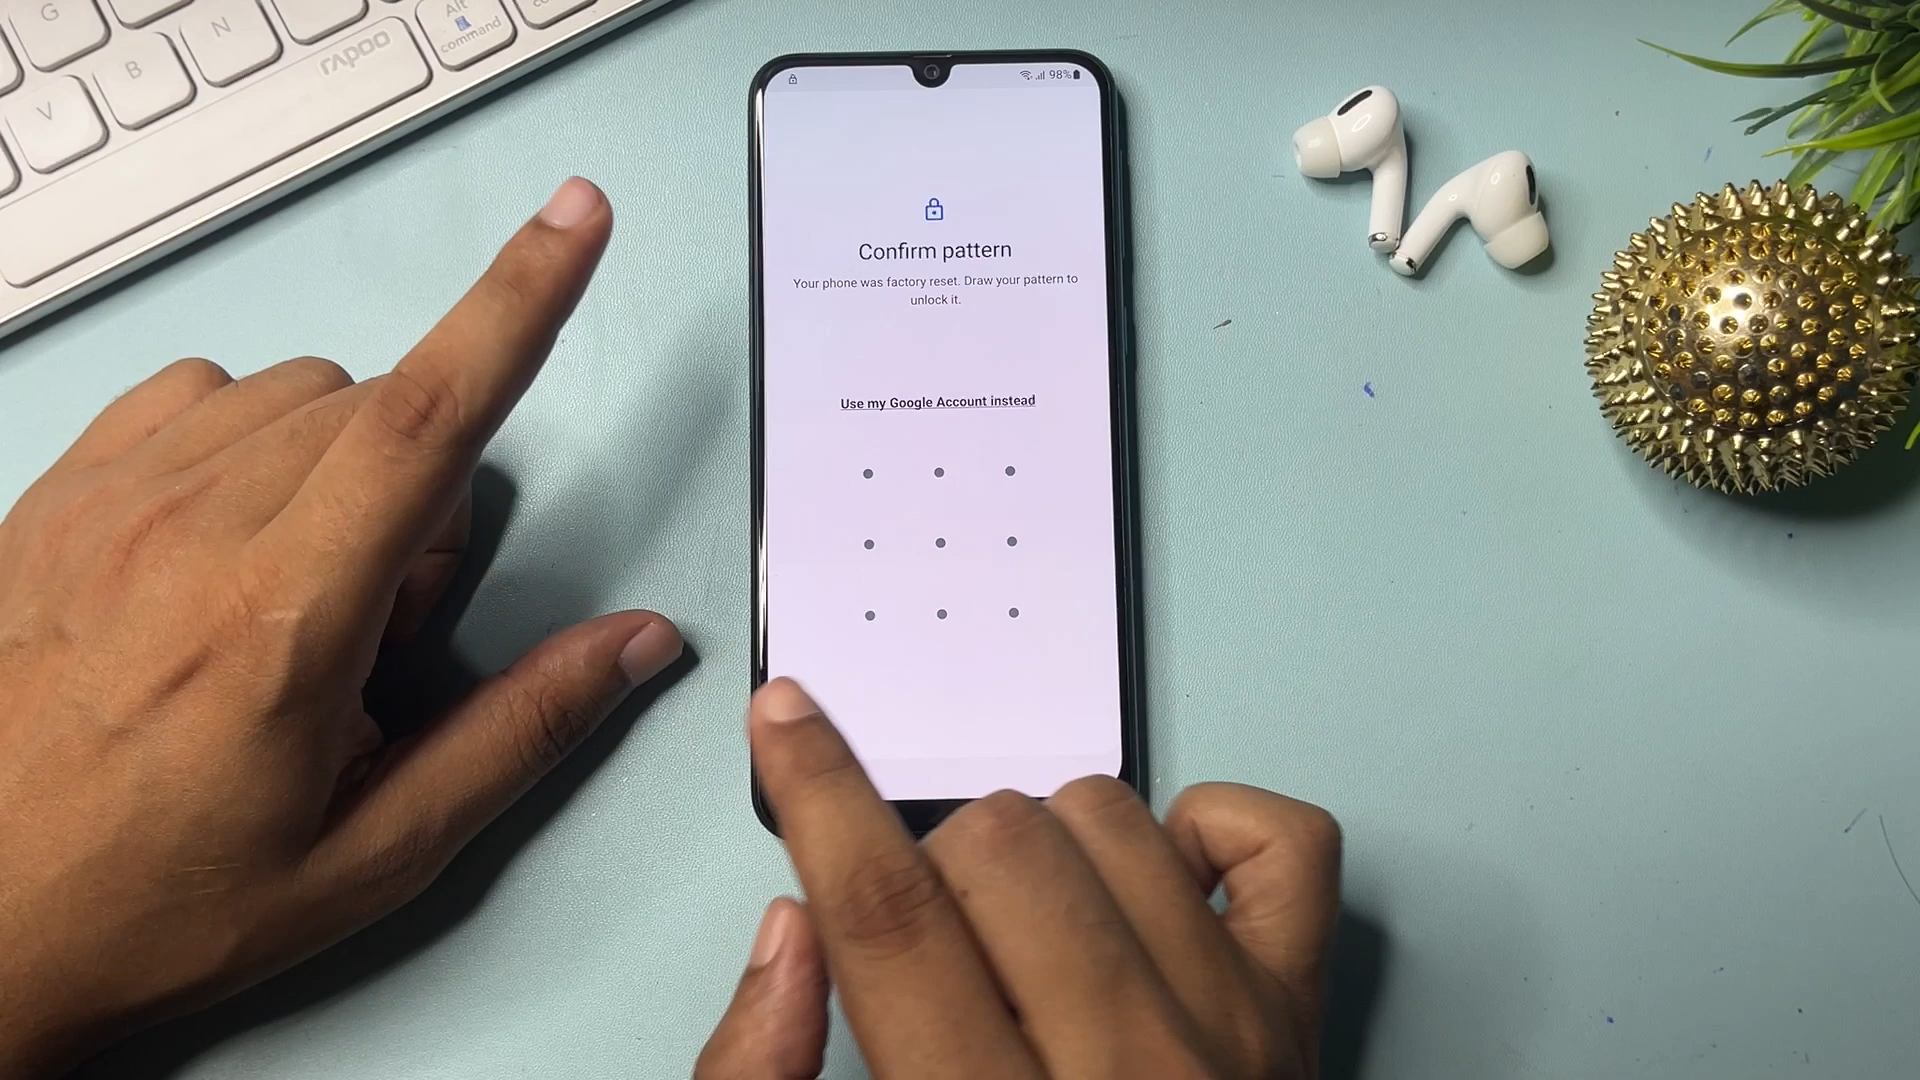 G
N
Alt
command
B
rapoo
V
98%
Confirm pattern
Your phone was factory reset. Draw your pattern to
unlock it.
Use my Google Account instead